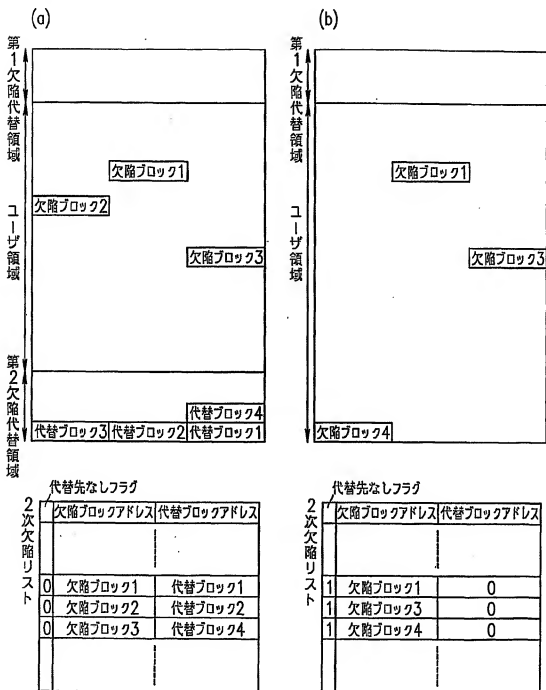 (a)
第1欠陥代替領域
ユーザ領域
第2欠陥代替領域
欠陥ブロック1
欠陥ブロック2
欠陥ブロック3
代替ブロック4
代替ブロック3 代替ブロック2 代替ブロック1
2次欠陥リスト
代替先なしフラグ
欠陥ブロックアドレス 代替ブロックアドレス
0 欠陥ブロック1 代替ブロック1
0 欠陥ブロック2 代替ブロック2
0 欠陥ブロック3 代替ブロック4
(b)
第1欠陥代替領域
ユーザ領域
欠陥ブロック1
欠陥ブロック3
欠陥ブロック4
2次欠陥リスト
代替先なしフラグ
欠陥ブロックアドレス 代替ブロックアドレス
1 欠陥ブロック1 0
1 欠陥ブロック3 0
1 欠陥ブロック4 0